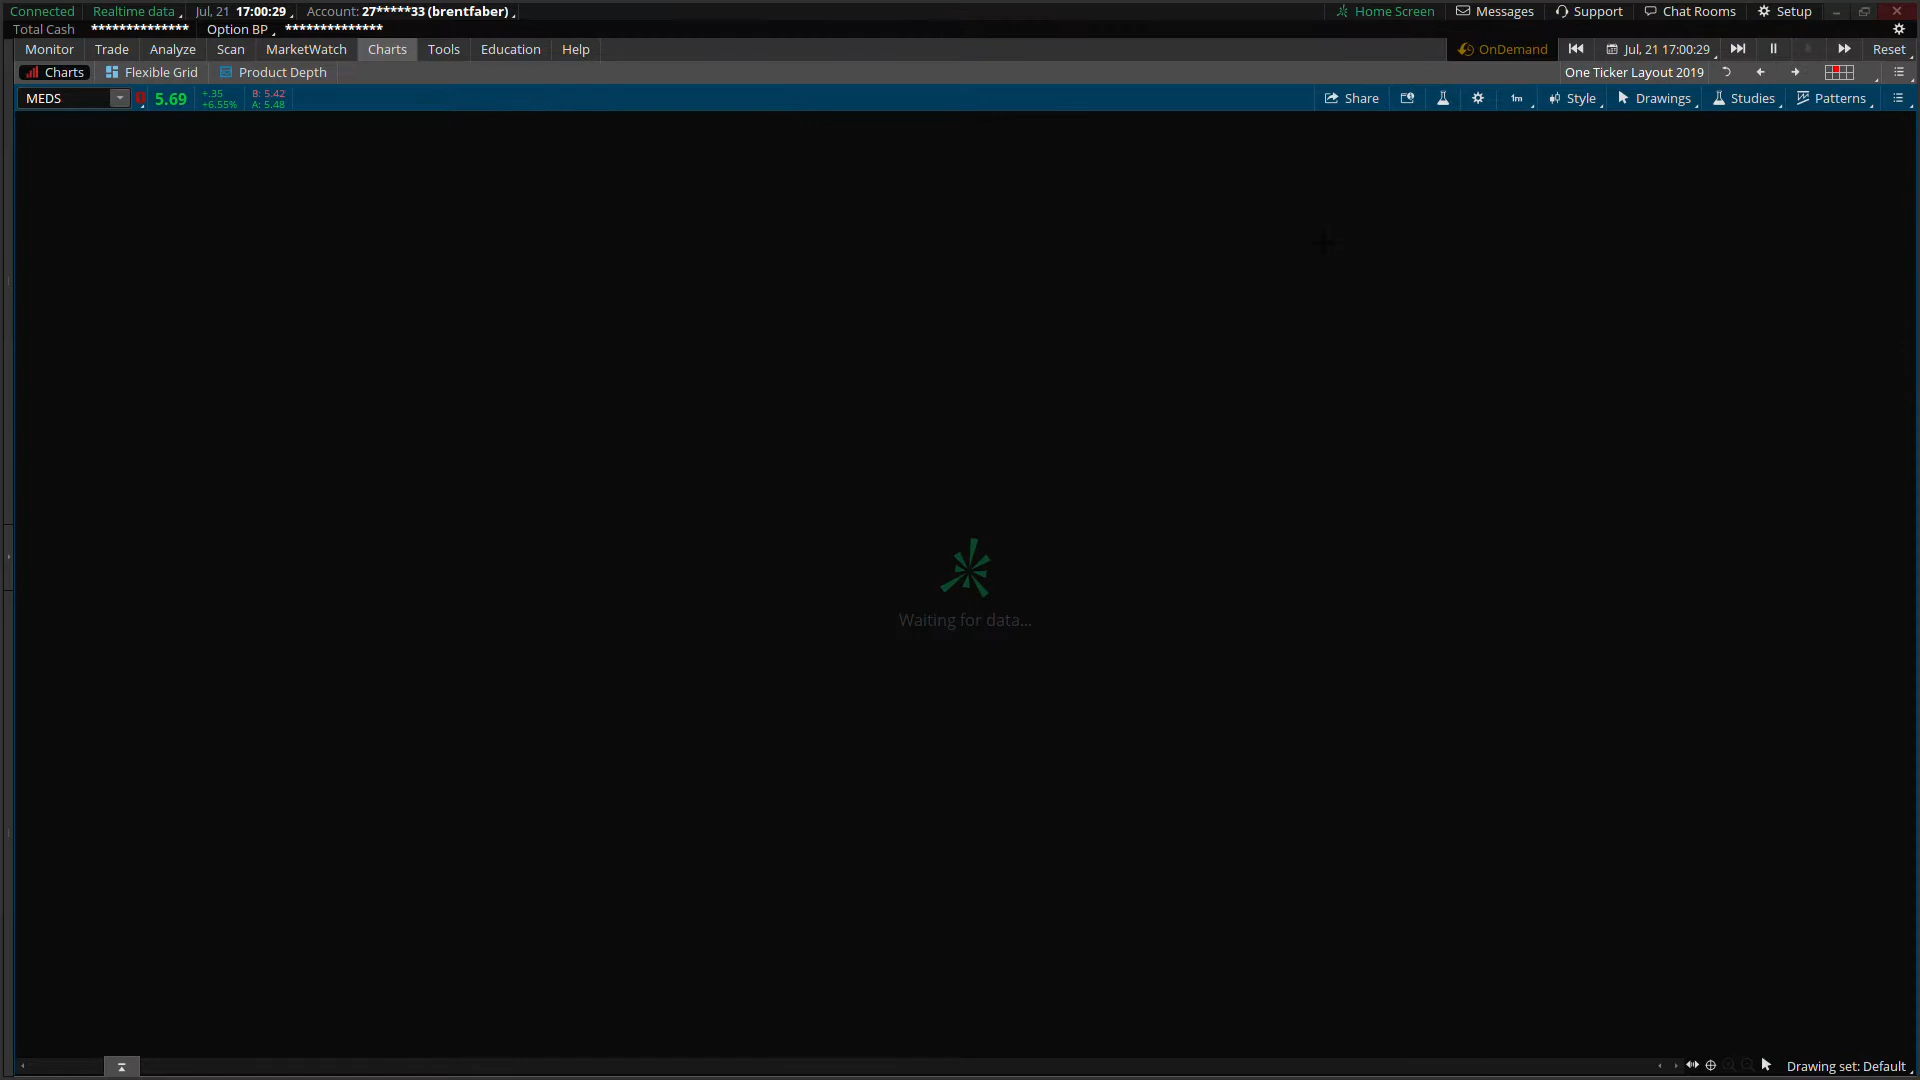 Connected Realtime data Jul, 21 17:00:29 Account: 27*****33 (brentfaber) Home Screen Messages Support Chat Rooms Setup
Total Cash ************** Option BP **************
Monitor Trade Analyze Scan MarketWatch Charts Tools Education Help OnDemand Jul, 21 17:00:29 Reset
Charts Flexible Grid Product Depth One Ticker Layout 2019
MEDS 5.69 +.35 B: 5.42 Share 1m Style Drawings Studies Patterns
+6.55% A: 5.48
Waiting for data...
Drawing set: Default